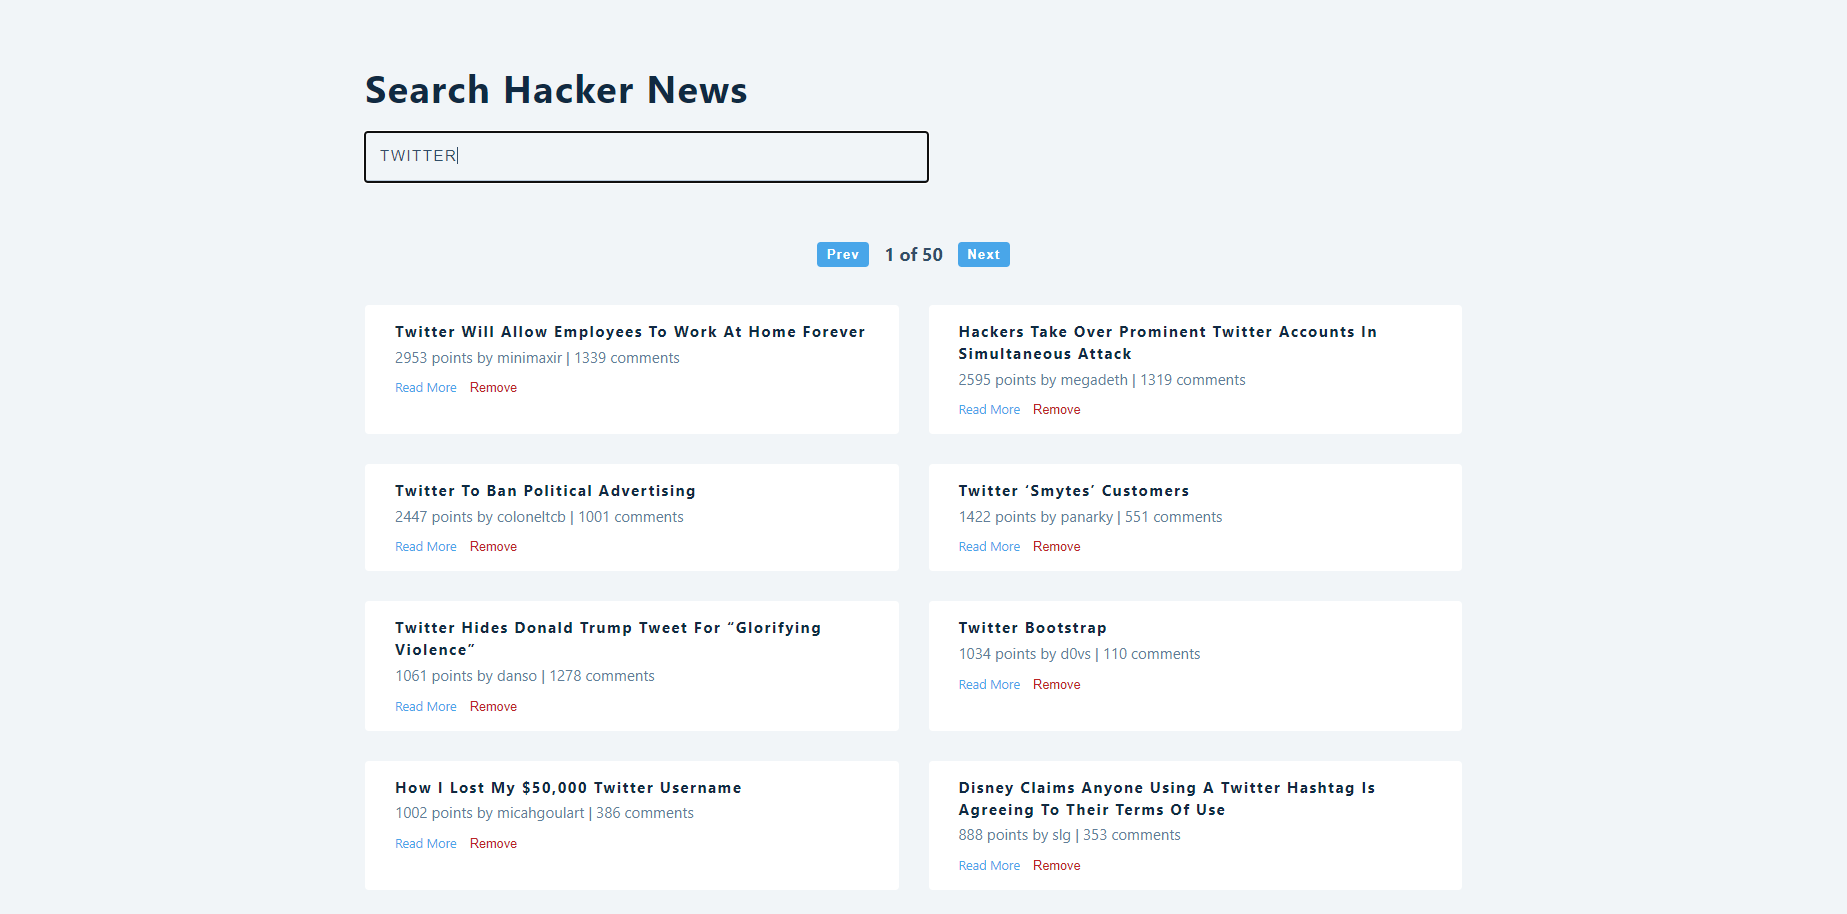 Search Hacker News
TWITTER
Prev 1 of 50 Next
Twitter Will Allow Employees To Work At Home Forever
2953 points by minimaxir | 1339 comments
Read More Remove
Hackers Take Over Prominent Twitter Accounts In
Simultaneous Attack
2595 points by megadeth | 1319 comments
Read More Remove
Twitter To Ban Political Advertising
2447 points by coloneltcb | 1001 comments
Read More Remove
Twitter ‘Smytes’ Customers
1422 points by panarky | 551 comments
Read More Remove
Twitter Hides Donald Trump Tweet For “Glorifying
Violence”
1061 points by danso | 1278 comments
Read More Remove
Twitter Bootstrap
1034 points by d0vs | 110 comments
Read More Remove
How I Lost My $50,000 Twitter Username
1002 points by micahgoulart | 386 comments
Read More Remove
Disney Claims Anyone Using A Twitter Hashtag Is
Agreeing To Their Terms Of Use
888 points by slg | 353 comments
Read More Remove